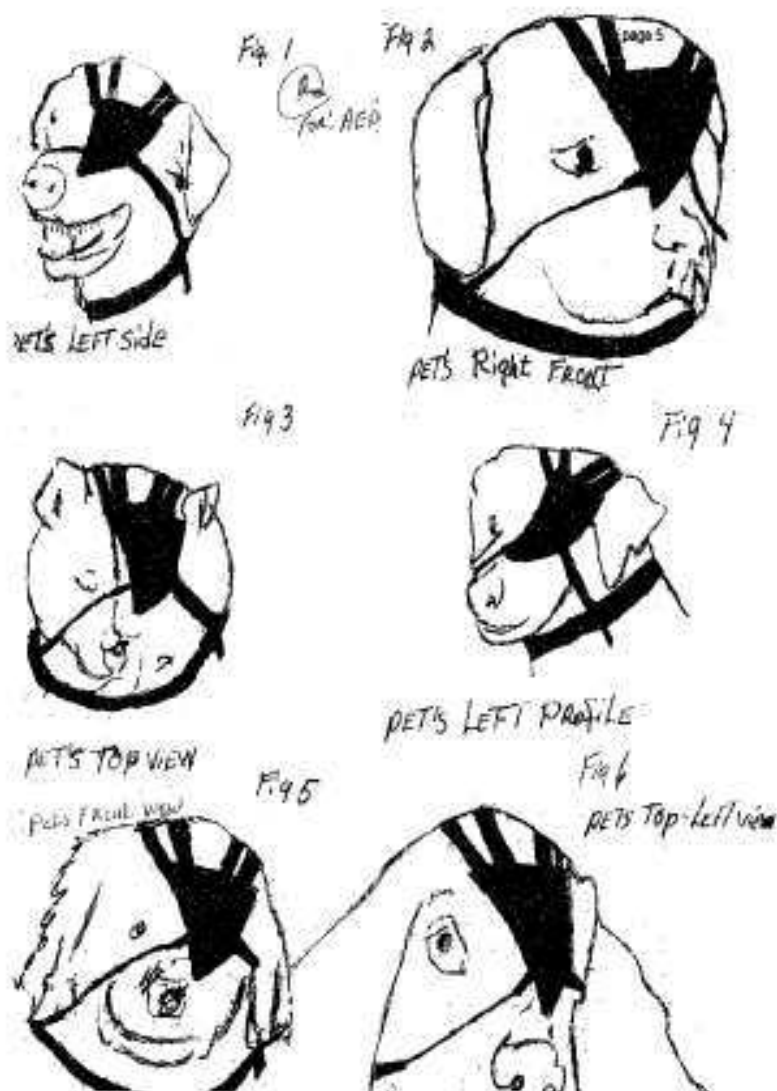 Fig 1
Fig 2
page 5
PET'S LEFT Side
PET'S Right FRONT
Fig 3
Fig 4
PET'S TOP VIEW
PET'S LEFT PROFILE
Fig 5
Fig 6
PETS Top-Left view